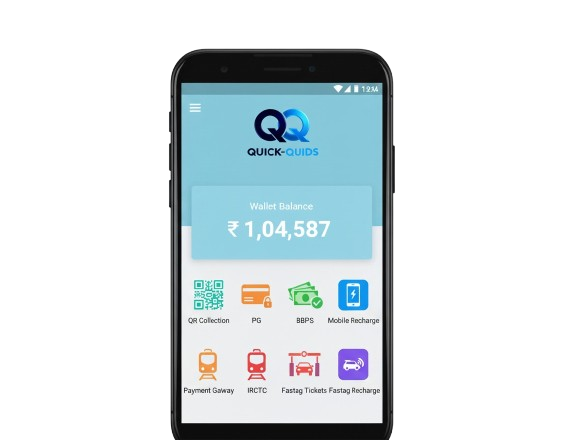 12:14
QQ
QUICK-QUIDS
Wallet Balance
₹ 1,04,587
QR Collection PG BBPS Mobile Recharge
Payment Gaway IRCTC Fastag Tickets Fastag Recharge